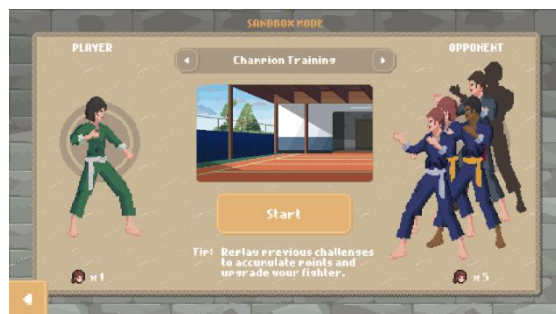 SANDBOX MODE
PLAYER
OPPONENT
Champion Training
Start
Tip: Replay previous challenges
to accumulate points and
upgrade your fighter.
x1
x5